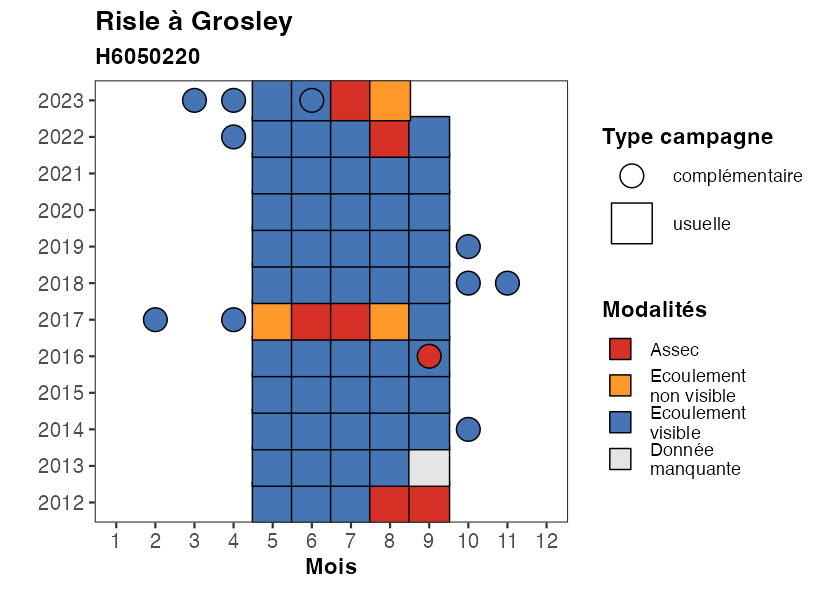 Risle à Grosley
H6050220
2023
2022
2021
2020
2019
2018
2017
2016
2015
2014
2013
2012
1 2 3 4 5 6 7 8 9 10 11 12
Mois
Type campagne
complémentaire
usuelle
Modalités
Assec
Ecoulement
non visible
Ecoulement
visible
Donnée
manquante